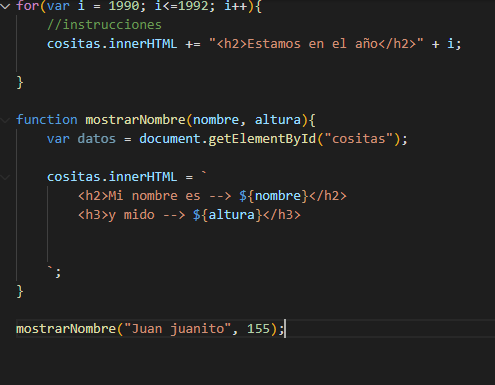 for(var i = 1990; i<=1992; i++){
//instrucciones
cositas.innerHTML += "<h2>Estamos en el año</h2>" + i;
}
function mostrarNombre(nombre, altura){
var datos = document.getElementById("cositas");
cositas.innerHTML = `
<h2>Mi nombre es --> ${nombre}</h2>
<h3>y mido --> ${altura}</h3>
`;
}
mostrarNombre("Juan juanito", 155);